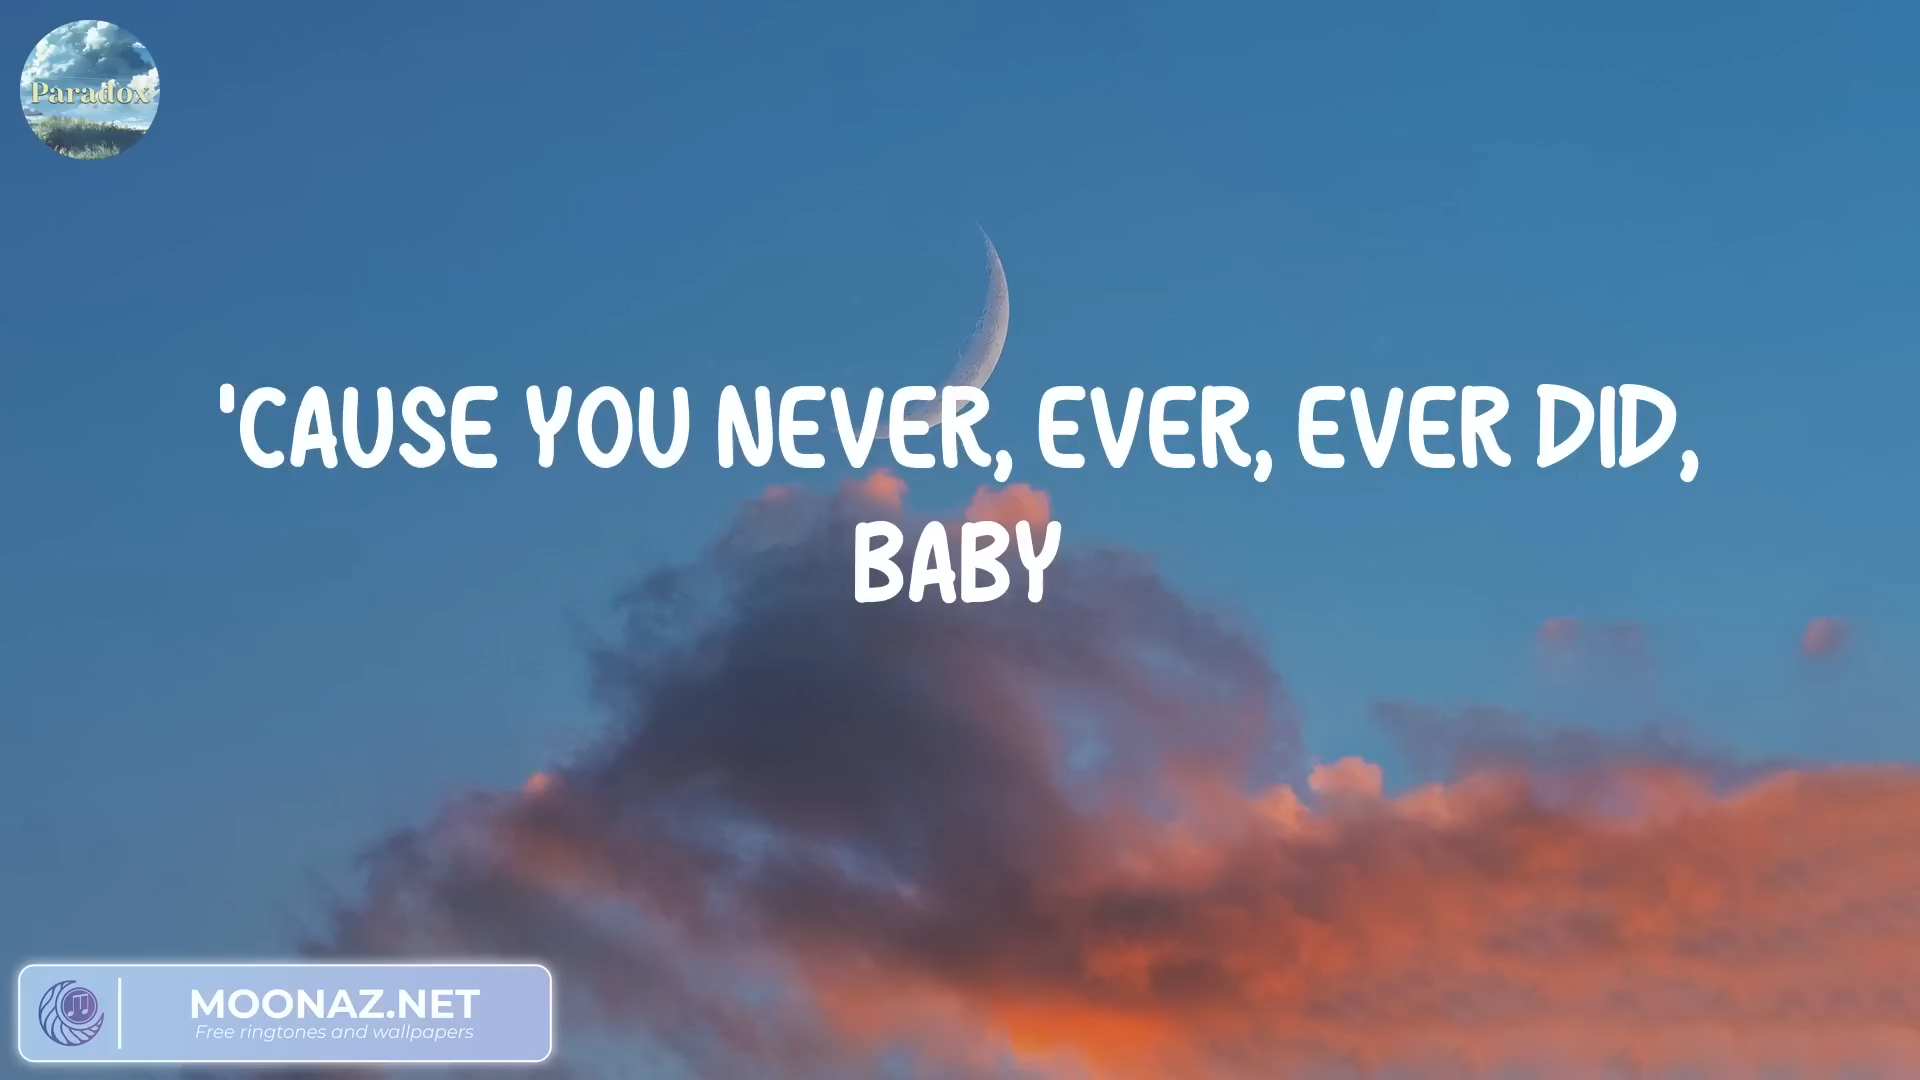 Paradox
'CAUSE YOU NEVER, EVER, EVER DID,
BABY
MOONAZ.NET
Free ringtones and wallpapers